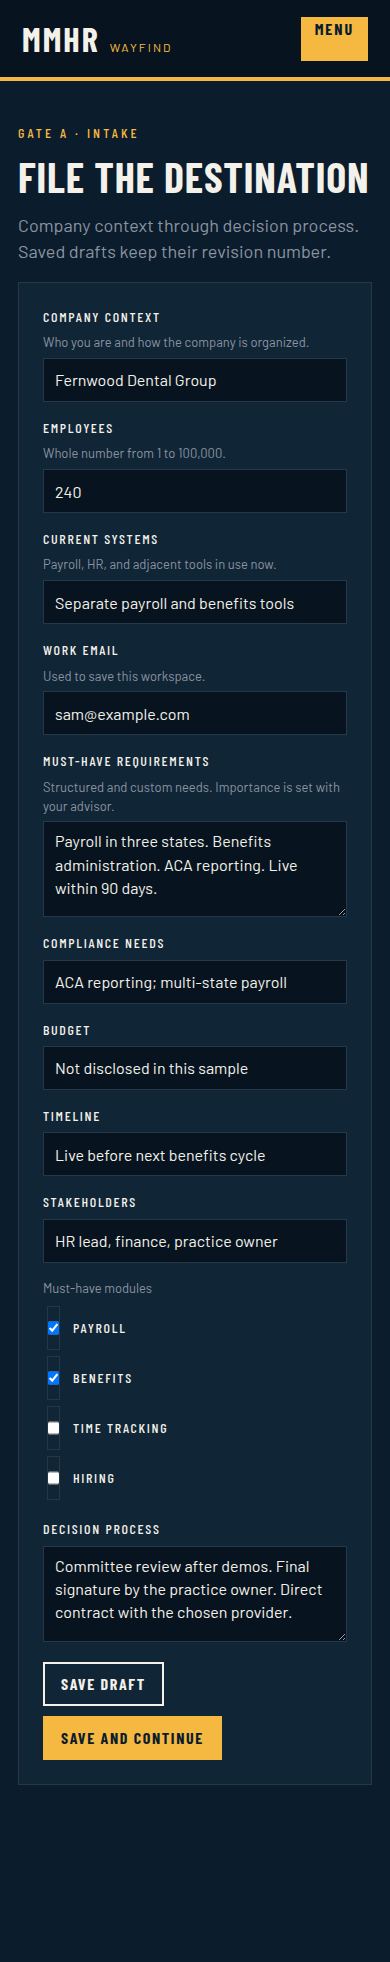 MMHR WAYFIND
MENU
GATE A · INTAKE
FILE THE DESTINATION
Company context through decision process.
Saved drafts keep their revision number.
COMPANY CONTEXT
Who you are and how the company is organized.
Fernwood Dental Group
EMPLOYEES
Whole number from 1 to 100,000.
240
CURRENT SYSTEMS
Payroll, HR, and adjacent tools in use now.
Separate payroll and benefits tools
WORK EMAIL
Used to save this workspace.
sam@example.com
MUST-HAVE REQUIREMENTS
Structured and custom needs. Importance is set with
your advisor.
Payroll in three states. Benefits
administration. ACA reporting. Live
within 90 days.
COMPLIANCE NEEDS
ACA reporting; multi-state payroll
BUDGET
Not disclosed in this sample
TIMELINE
Live before next benefits cycle
STAKEHOLDERS
HR lead, finance, practice owner
Must-have modules
PAYROLL
BENEFITS
TIME TRACKING
HIRING
DECISION PROCESS
Committee review after demos. Final
signature by the practice owner. Direct
contract with the chosen provider.
SAVE DRAFT
SAVE AND CONTINUE